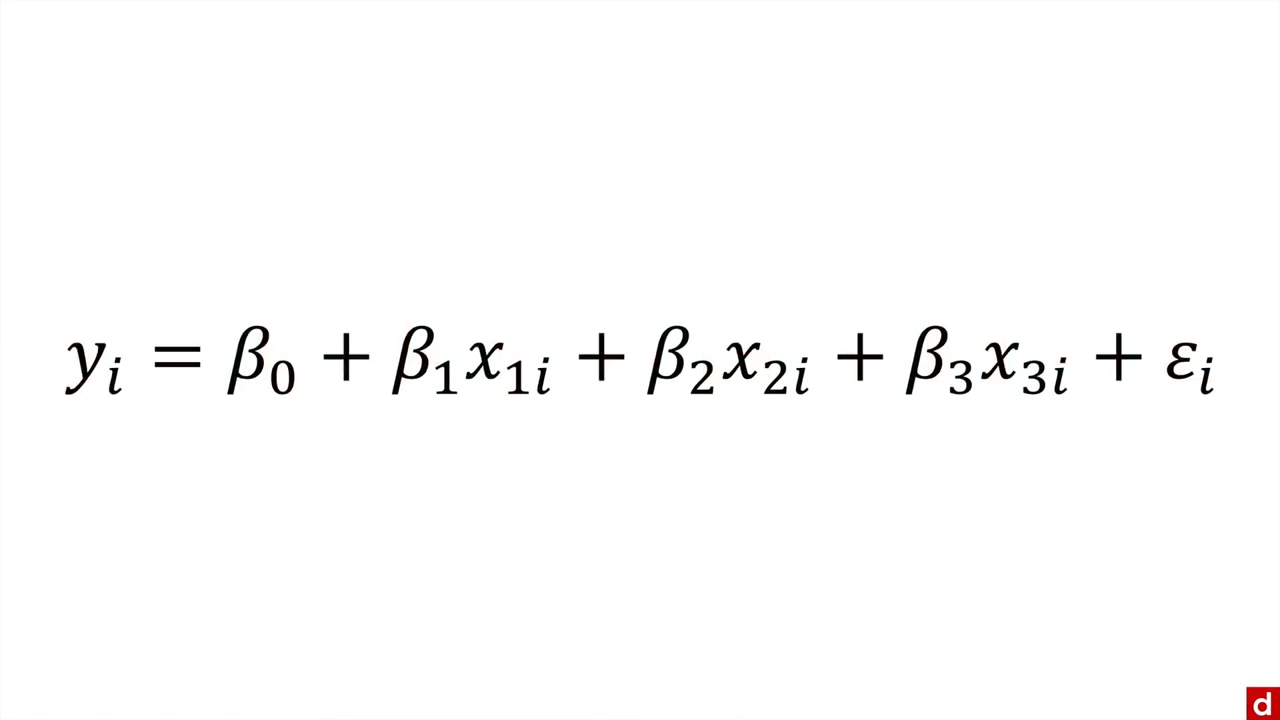 yᵢ = β₀ + β₁x₁ᵢ + β₂x₂ᵢ + β₃x₃ᵢ + εᵢ
d